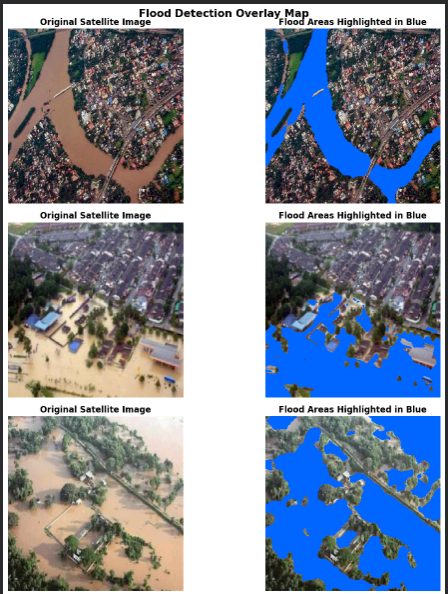 Flood Detection Overlay Map
Original Satellite Image
Flood Areas Highlighted in Blue
Original Satellite Image
Flood Areas Highlighted in Blue
Original Satellite Image
Flood Areas Highlighted in Blue